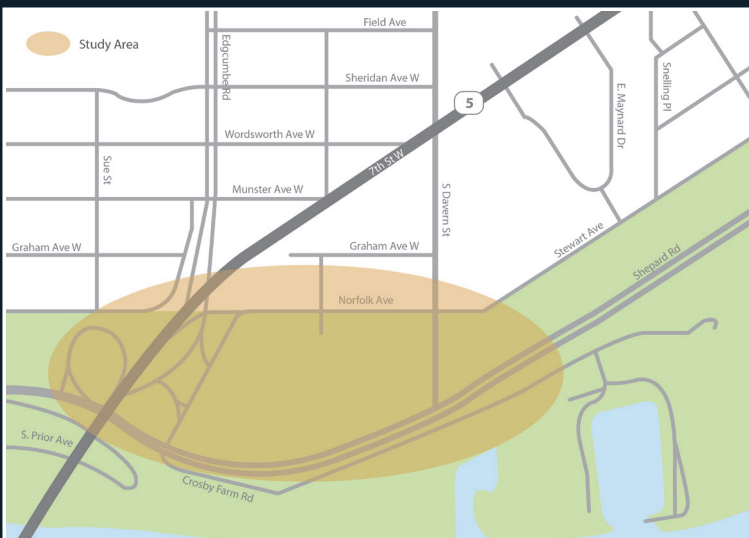 Study Area
Field Ave
Edgcumbe Rd
Sheridan Ave W
5
E. Maynard Dr
Snelling Pl
Wordsworth Ave W
7th St W
Sue St
Munster Ave W
S Davern St
Graham Ave W
Graham Ave W
Stewart Ave
Shepard Rd
Norfolk Ave
S. Prior Ave
Crosby Farm Rd